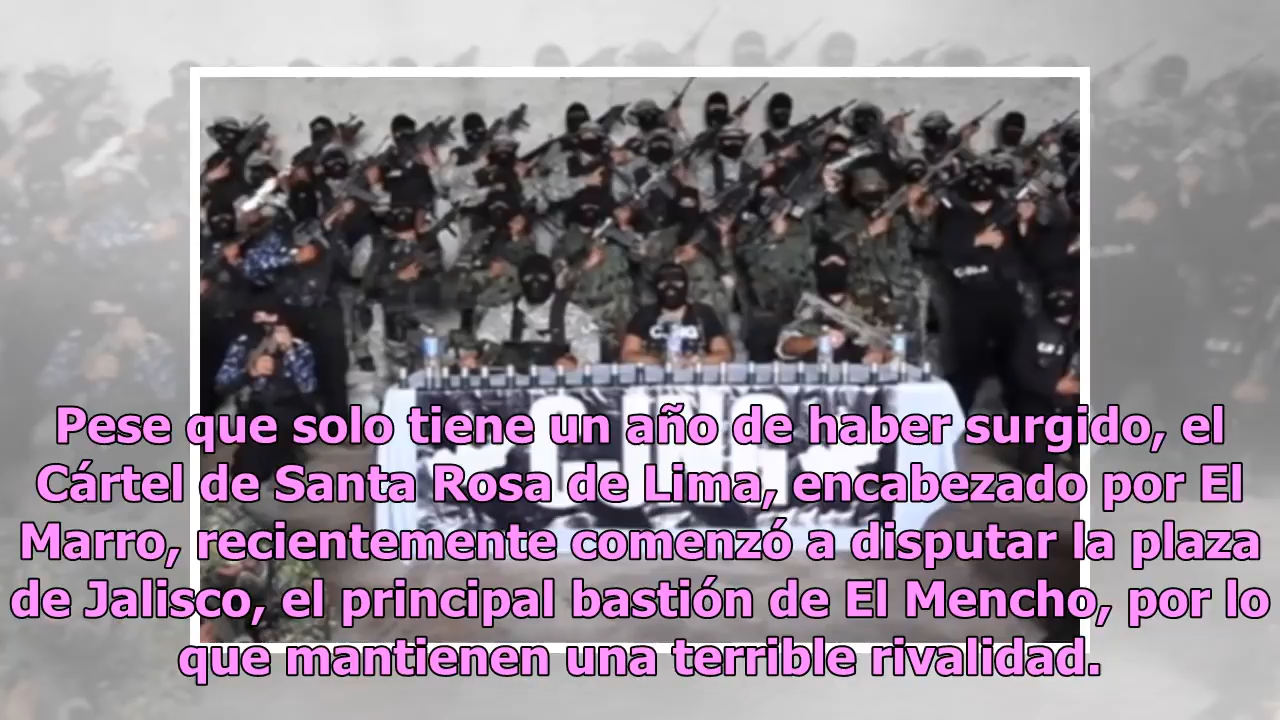 CJNG
Pese que solo tiene un año de haber surgido, el
Cártel de Santa Rosa de Lima, encabezado por El
Marro, recientemente comenzó a disputar la plaza
de Jalisco, el principal bastión de El Mencho, por lo
que mantienen una terrible rivalidad.